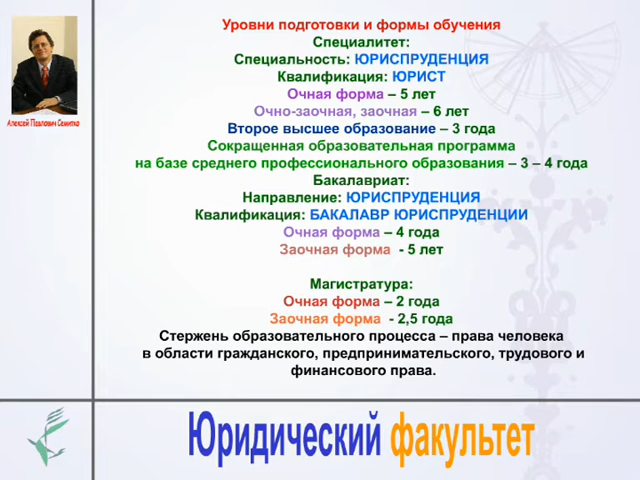 Уровни подготовки и формы обучения
Специалитет:
Специальность: ЮРИСПРУДЕНЦИЯ
Квалификация: ЮРИСТ
Очная форма – 5 лет
Очно-заочная, заочная – 6 лет
Второе высшее образование – 3 года
Сокращенная образовательная программа
на базе среднего профессионального образования – 3 – 4 года
Бакалавриат:
Направление: ЮРИСПРУДЕНЦИЯ
Квалификация: БАКАЛАВР ЮРИСПРУДЕНЦИИ
Очная форма – 4 года
Заочная форма - 5 лет
Магистратура:
Очная форма – 2 года
Заочная форма - 2,5 года
Стержень образовательного процесса – права человека
в области гражданского, предпринимательского, трудового и
финансового права.
Алексей Павлович Семитко
Юридический факультет